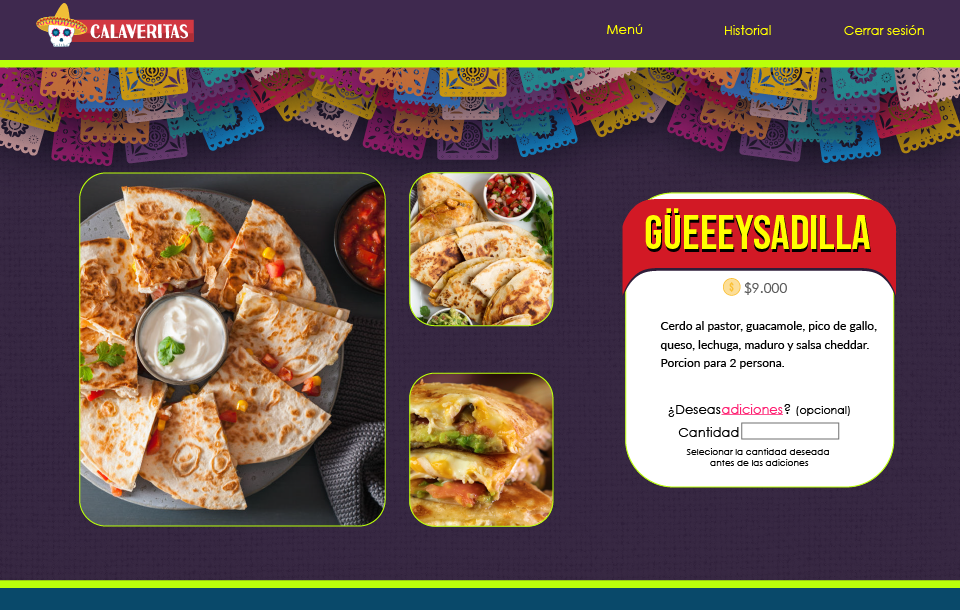 CALAVERITAS
Menú
Historial
Cerrar sesión
GÜEEEYSADILLA
$ $9.000
Cerdo al pastor, guacamole, pico de gallo,
queso, lechuga, maduro y salsa cheddar.
Porcion para 2 persona.
¿Deseasadiciones? (opcional)
Cantidad
Selecionar la cantidad deseada
antes de las adiciones